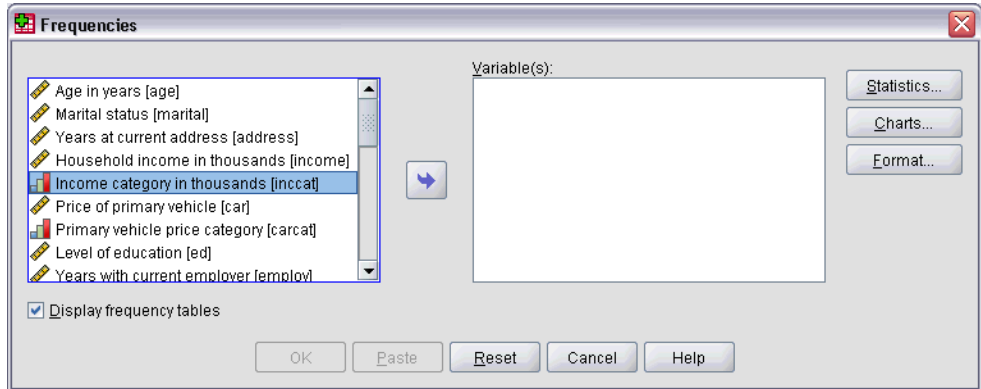 Frequencies
Variable(s):
Age in years [age]
Marital status [marital]
Years at current address [address]
Household income in thousands [income]
Income category in thousands [inccat]
Price of primary vehicle [car]
Primary vehicle price category [carcat]
Level of education [ed]
Years with current employer [employ]
Statistics...
Charts...
Format...
Display frequency tables
OK
Paste
Reset
Cancel
Help